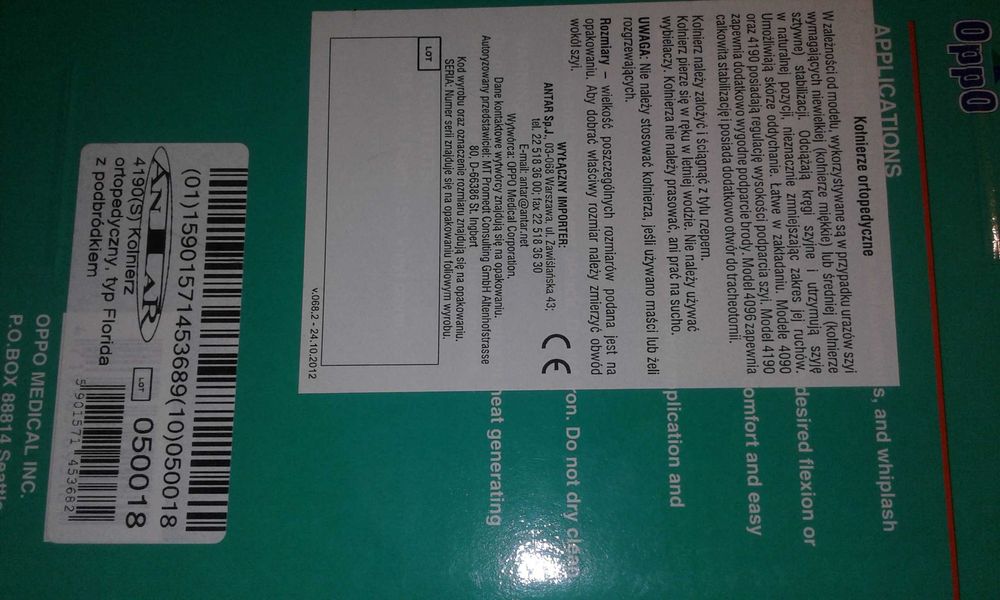 OppO
APPLICATIONS
s, and whiplash
desired flexion or
omfort and easy
plication and
ron. Do not dry
heat generating
Kołnierze ortopedyczne
W zależności od modelu, wykorzystywane są w przypadku urazów szyi
wymagających niewielkiej (kołnierze miękkie) lub średniej (kołnierze
sztywne) stabilizacji. Odciążają kręgi szyjne i utrzymują szyję
w naturalnej pozycji, nieznacznie zmniejszając zakres jej ruchów.
Umożliwiają skórze oddychanie. Łatwe w zakładaniu. Modele 4090
oraz 4190 posiadają regulację wysokości podparcia szyi. Model 4190
zapewnia dodatkowo wygodne podparcie brody. Model 4096 zapewnia
całkowita stabilizację i posiada dodatkowo otwór do tracheotomii.
Kołnierz należy założyć i ściągnąć z tyłu rzepem.
Kołnierz pierze się w ręku w letniej wodzie. Nie należy używać
wybielaczy. Kołnierza nie należy prasować, ani prać na sucho.
UWAGA: Nie należy stosować kołnierza, jeśli używano maści lub żeli
rozgrzewających.
Rozmiary – wielkość poszczególnych rozmiarów podana jest na
opakowaniu. Aby dobrać właściwy rozmiar należy zmierzyć obwód
wokół szyi.
WYŁĄCZNY IMPORTER:
ANTAR Sp.J. 03-068 Warszawa, ul. Zawiślańska 43;
tel. 22 518 36 00; fax 22 518 36 30
E-mail: antar@antar.net
CE
Wytwórca: OPPO Medical Corporation.
Dane kontaktowe wytwórcy znajdują się na opakowaniu.
Autoryzowany przedstawiciel: MT Promedt Consulting GmbH Altenhofstrasse
80, D-66386 St. Ingbert
Kod wyrobu oraz oznaczenie rozmiaru znajdują się na opakowaniu.
SERIA: Numer serii znajduje się na opakowaniu foliowym wyrobu.
LOT
v.068.2 - 24.10.2012
(01)15901571453689(10)050018
ANTAR
LOT 050018
4190(S) Kołnierz
ortopedyczny, typ Florida
z podbródkiem
5 901571 453682
OPPO MEDICAL INC.
P.O.BOX 88814 Seattle